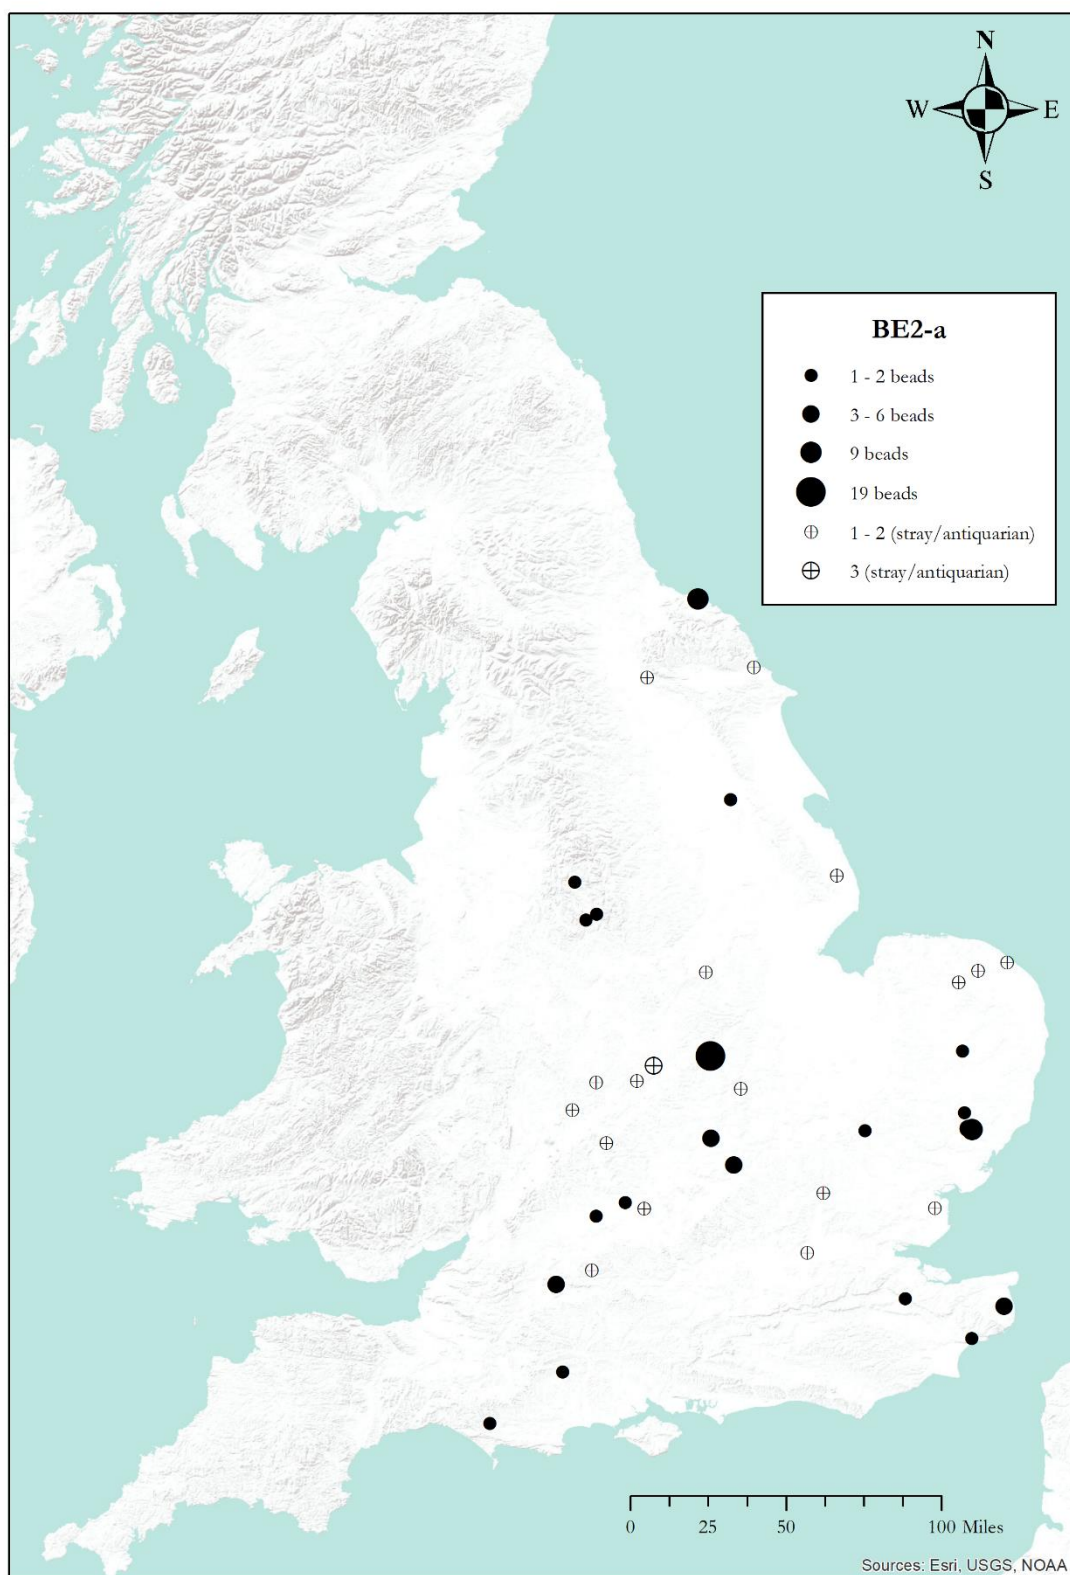 N
W E
S
BE2-a
1 - 2 beads
3 - 6 beads
9 beads
19 beads
1 - 2 (stray/antiquarian)
3 (stray/antiquarian)
0 25 50 100 Miles
Sources: Esri, USGS, NOAA